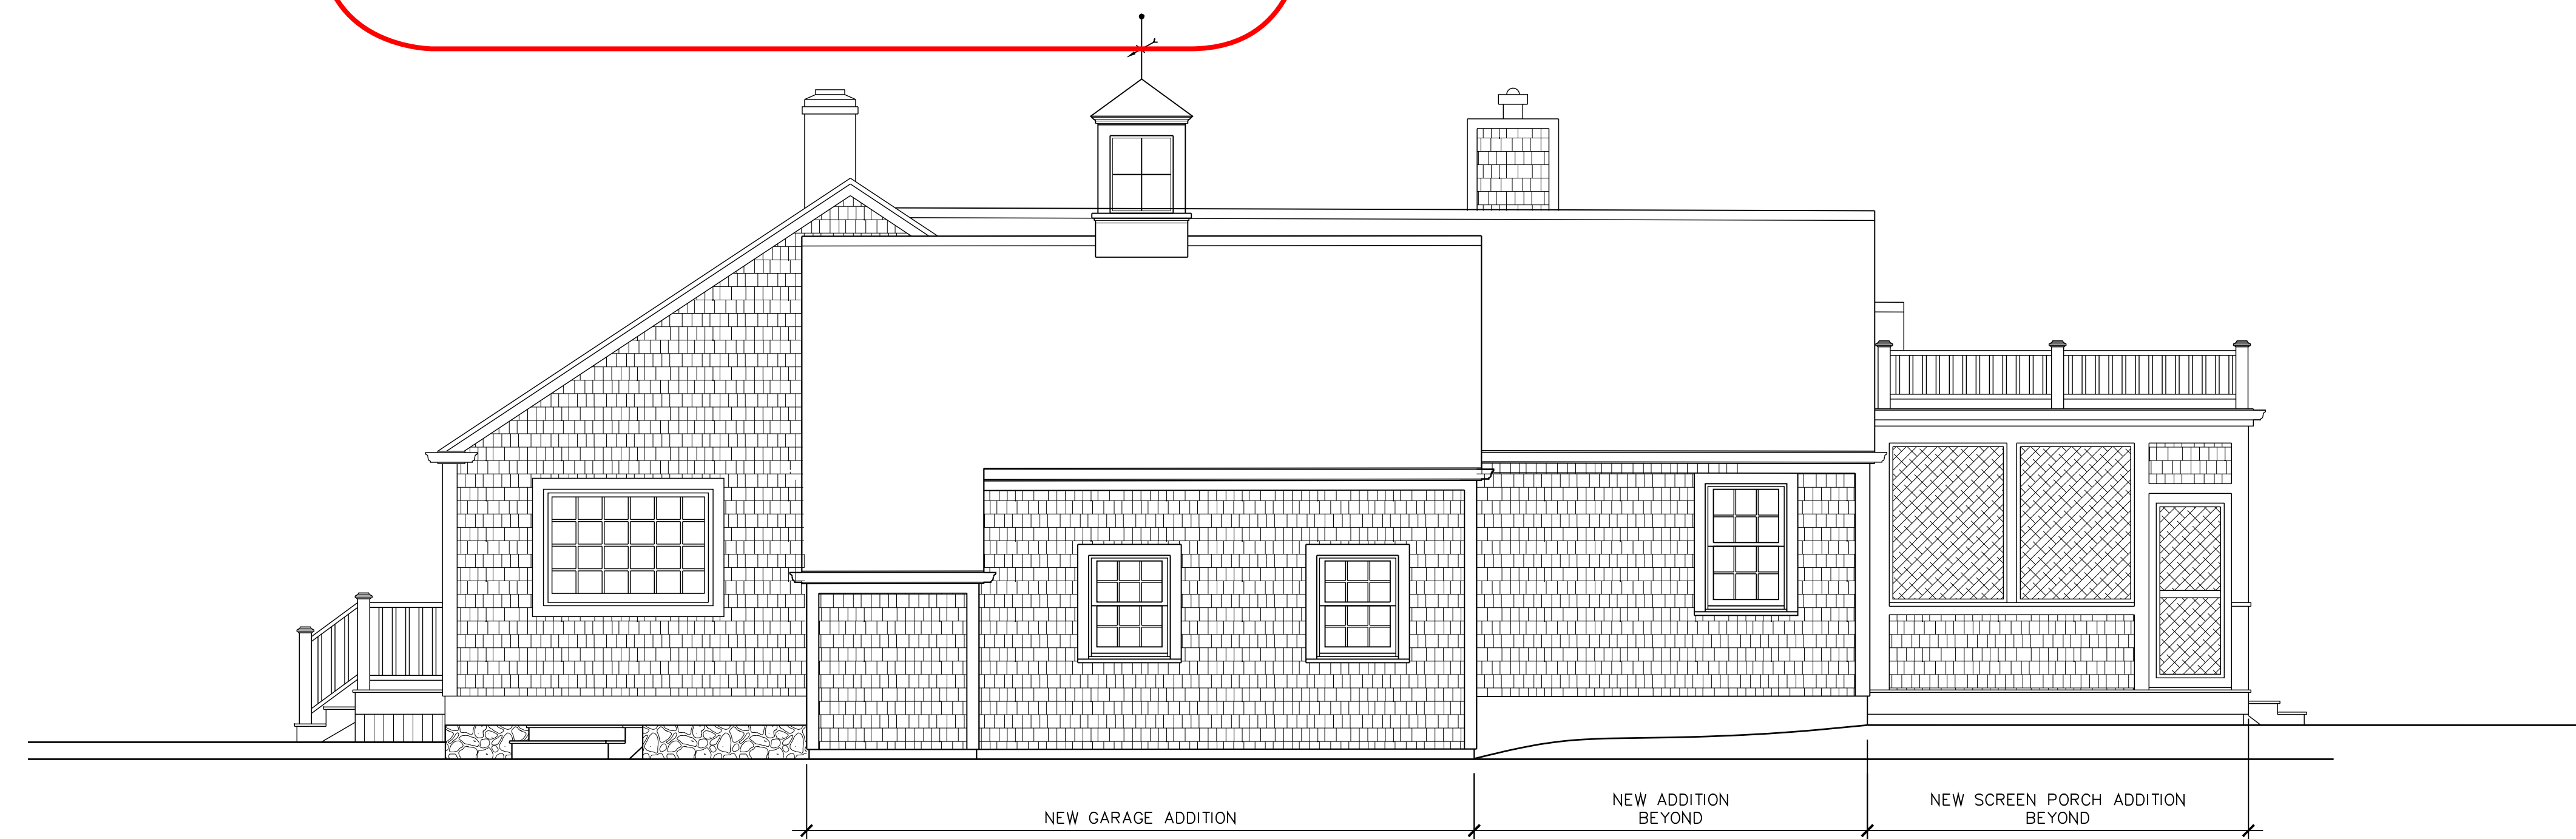 NEW GARAGE ADDITION
NEW ADDITION
BEYOND
NEW SCREEN PORCH ADDITION
BEYOND